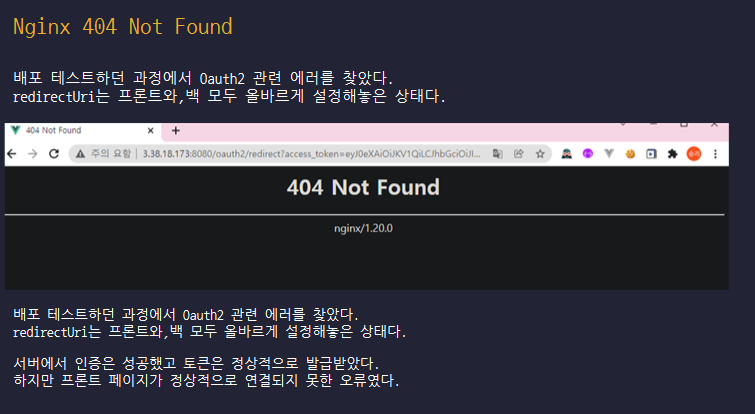 Nginx 404 Not Found
배포 테스트하던 과정에서 Oauth2 관련 에러를 찾았다.
redirectUri는 프론트와,백 모두 올바르게 설정해놓은 상태다.
404 Not Found
주의 요함 | 3.38.18.173:8080/oauth2/redirect?access_token=eyJ0eXAiOiJKV1QiLCJhbGciOiJI...
404 Not Found
nginx/1.20.0
배포 테스트하던 과정에서 Oauth2 관련 에러를 찾았다.
redirectUri는 프론트와,백 모두 올바르게 설정해놓은 상태다.
서버에서 인증은 성공했고 토큰은 정상적으로 발급받았다.
하지만 프론트 페이지가 정상적으로 연결되지 못한 오류였다.